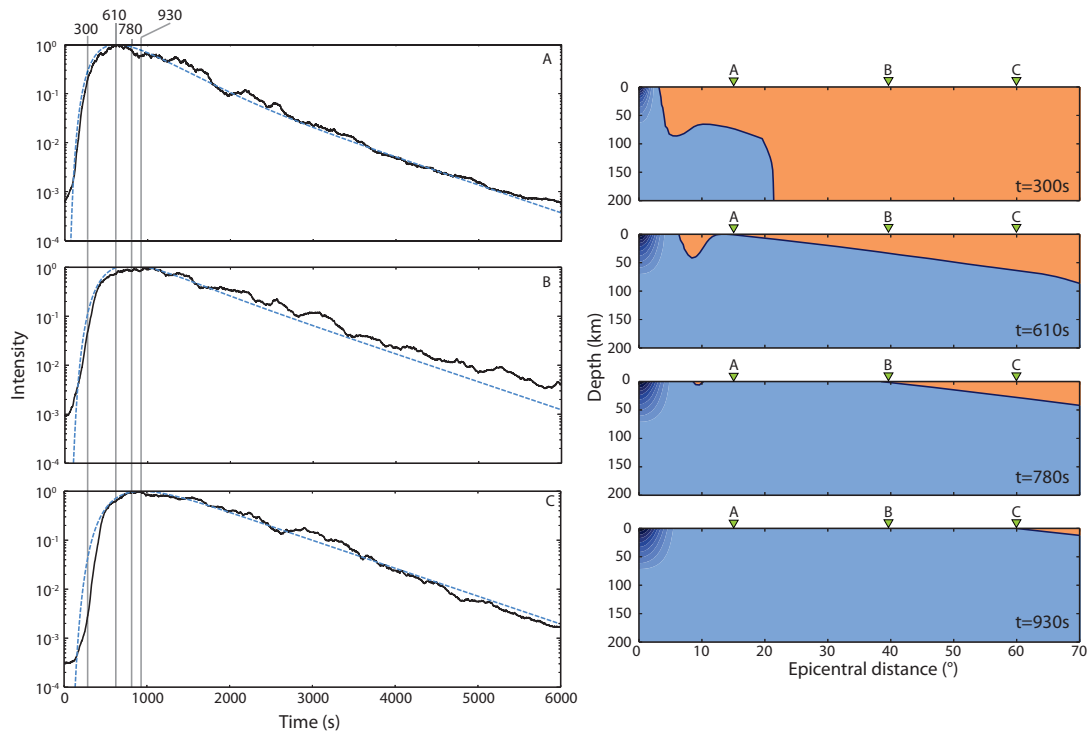 300
610
780
930
A
10⁰
10⁻¹
10⁻²
10⁻³
10⁻⁴
B
10⁰
10⁻¹
10⁻²
10⁻³
10⁻⁴
C
10⁰
10⁻¹
10⁻²
10⁻³
10⁻⁴
0 1000 2000 3000 4000 5000 6000
Time (s)
Intensity
A B C
0
50
100
150
200
t=300s
A B C
0
50
100
150
200
t=610s
A B C
0
50
100
150
200
t=780s
A B C
0
50
100
150
200
t=930s
0 10 20 30 40 50 60 70
Epicentral distance (°)
Depth (km)